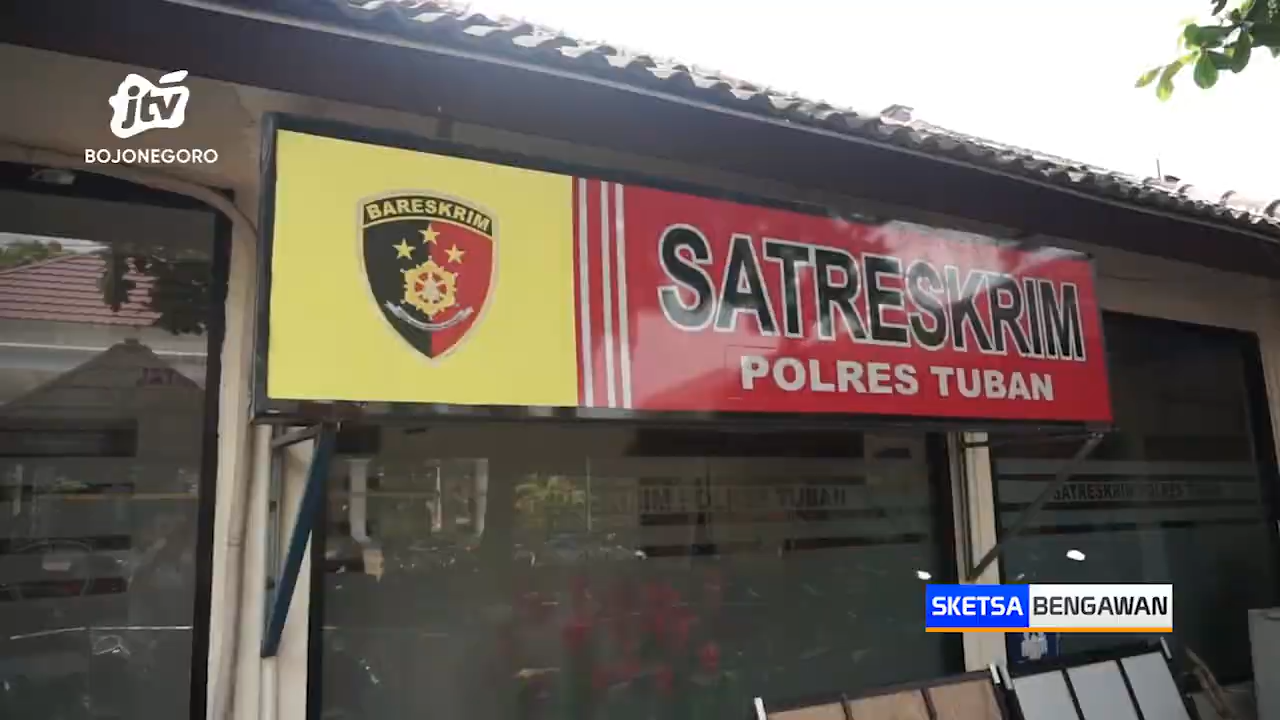 jtv
BOJONEGORO
BARESKRIM
SATRESKRIM
POLRES TUBAN
SATRESKRIM POLRES TUBAN
SKETSA BENGAWAN